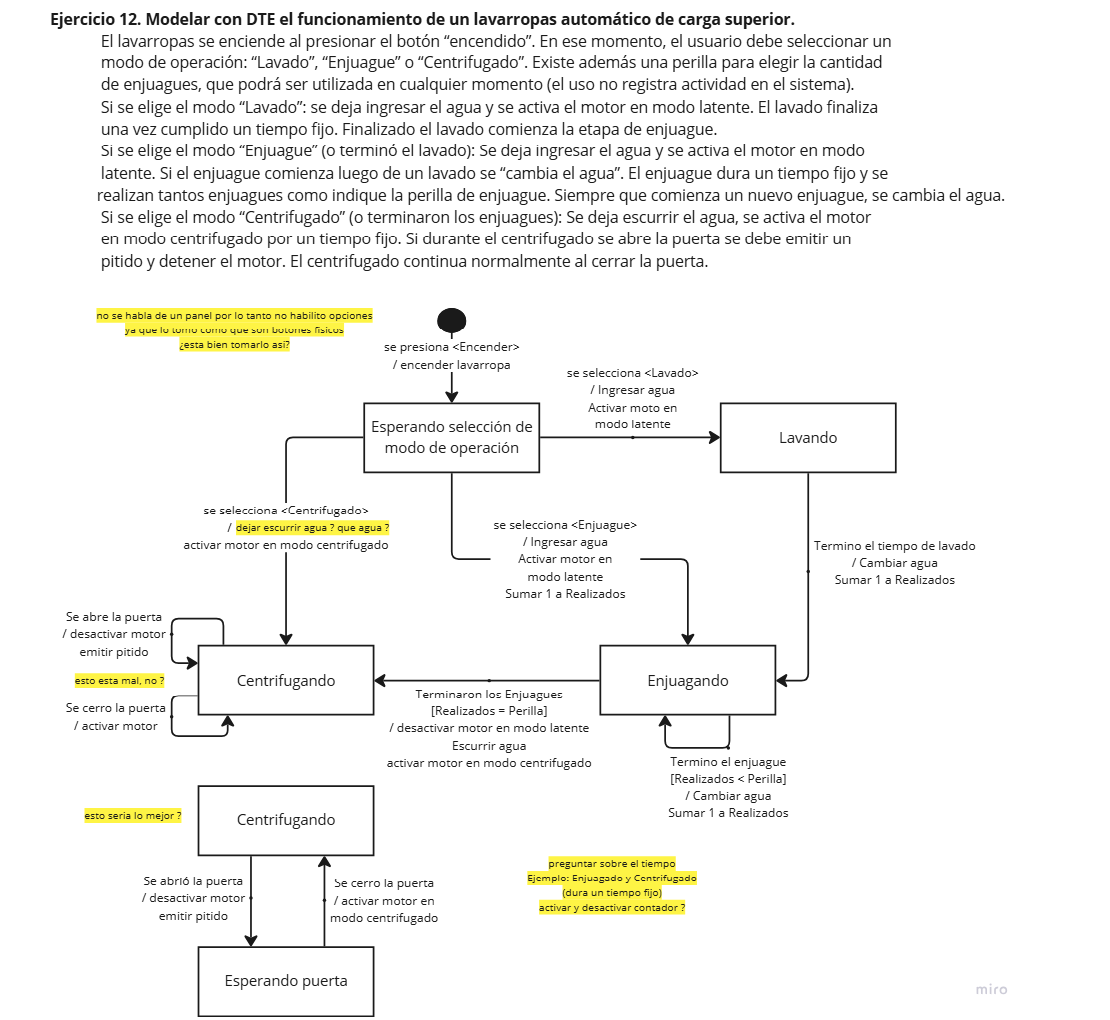 Ejercicio 12. Modelar con DTE el funcionamiento de un lavarropas automático de carga superior.
El lavarropas se enciende al presionar el botón “encendido”. En ese momento, el usuario debe seleccionar un
modo de operación: “Lavado”, “Enjuague” o “Centrifugado”. Existe además una perilla para elegir la cantidad
de enjuagues, que podrá ser utilizada en cualquier momento (el uso no registra actividad en el sistema).
Si se elige el modo “Lavado”: se deja ingresar el agua y se activa el motor en modo latente. El lavado finaliza
una vez cumplido un tiempo fijo. Finalizado el lavado comienza la etapa de enjuague.
Si se elige el modo “Enjuague” (o terminó el lavado): Se deja ingresar el agua y se activa el motor en modo
latente. Si el enjuague comienza luego de un lavado se “cambia el agua”. El enjuague dura un tiempo fijo y se
realizan tantos enjuagues como indique la perilla de enjuague. Siempre que comienza un nuevo enjuague, se cambia el agua.
Si se elige el modo “Centrifugado” (o terminaron los enjuagues): Se deja escurrir el agua, se activa el motor
en modo centrifugado por un tiempo fijo. Si durante el centrifugado se abre la puerta se debe emitir un
pitido y detener el motor. El centrifugado continua normalmente al cerrar la puerta.
no se habla de un panel por lo tanto no habilito opciones
ya que lo tomo como que son botones fisicos
¿esta bien tomarlo asi?
se presiona <Encender>
/ encender lavarropa
se selecciona <Lavado>
/ Ingresar agua
Activar moto en
modo latente
Esperando selección de
modo de operación
Lavando
se selecciona <Centrifugado>
/ dejar escurrir agua ? que agua ?
activar motor en modo centrifugado
se selecciona <Enjuague>
/ Ingresar agua
Activar motor en
modo latente
Sumar 1 a Realizados
Termino el tiempo de lavado
/ Cambiar agua
Sumar 1 a Realizados
Se abre la puerta
/ desactivar motor
emitir pitido
esto esta mal, no ?
Se cerro la puerta
/ activar motor
Centrifugando
Enjuagando
Terminaron los Enjuagues
[Realizados = Perilla]
/ desactivar motor en modo latente
Escurrir agua
activar motor en modo centrifugado
Termino el enjuague
[Realizados < Perilla]
/ Cambiar agua
Sumar 1 a Realizados
esto seria lo mejor ?
Centrifugando
Se abrió la puerta
/ desactivar motor
emitir pitido
Se cerro la puerta
/ activar motor en
modo centrifugado
Esperando puerta
preguntar sobre el tiempo
Ejemplo: Enjuagado y Centrifugado
(dura un tiempo fijo)
activar y desactivar contador ?
miro